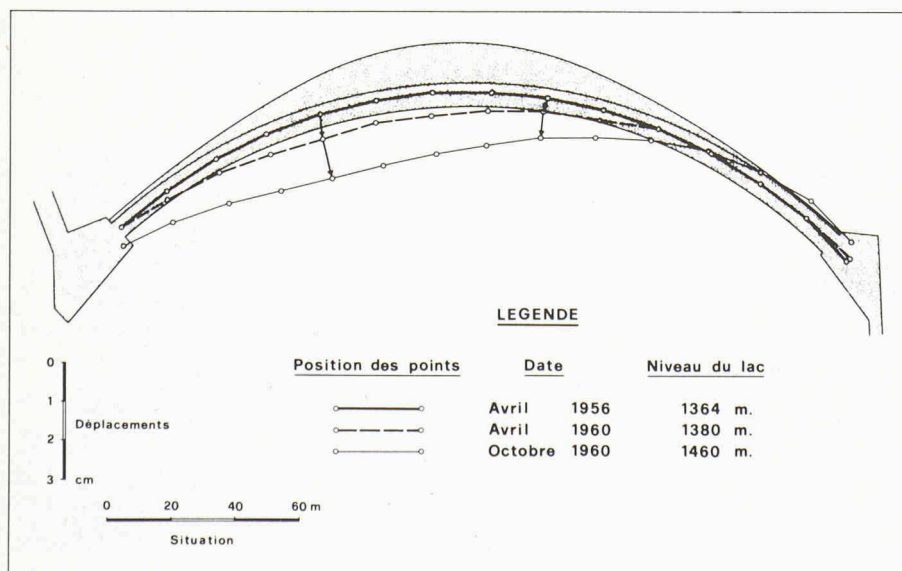 LEGENDE
Position des points Date Niveau du lac
Avril 1956 1364 m.
Avril 1960 1380 m.
Octobre 1960 1460 m.
0
1
Déplacements
2
3 cm
0 20 40 60 m
Situation